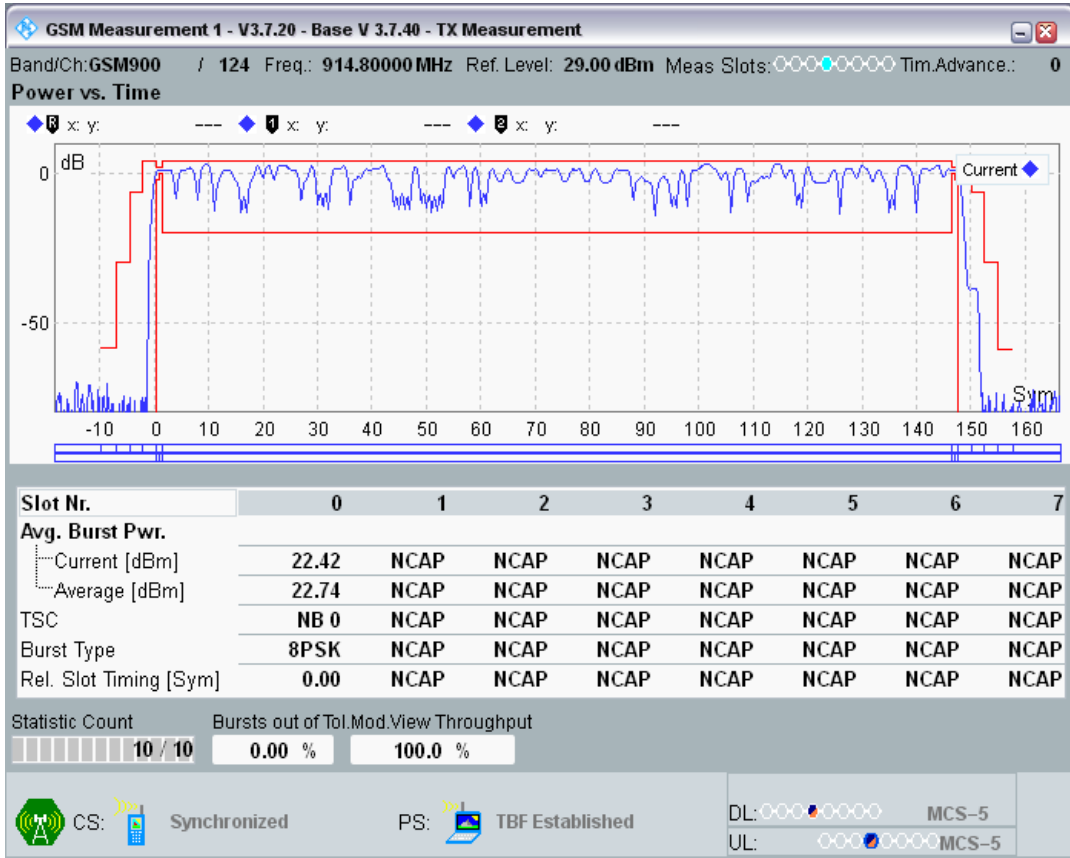 GSM Measurement 1 - V3.7.20 - Base V 3.7.40 - TX Measurement
Band/Ch:GSM900 / 124 Freq.: 914.80000 MHz Ref. Level: 29.00 dBm Meas Slots: Tim.Advance.: 0
Power vs. Time
R x: y: --- 1 x: y: --- 2 x: y: ---
dB
Current
0
-50
Sym
-10 0 10 20 30 40 50 60 70 80 90 100 110 120 130 140 150 160
Slot Nr. 0 1 2 3 4 5 6 7
Avg. Burst Pwr.
Current [dBm] 22.42 NCAP NCAP NCAP NCAP NCAP NCAP NCAP
Average [dBm] 22.74 NCAP NCAP NCAP NCAP NCAP NCAP NCAP
TSC NB 0 NCAP NCAP NCAP NCAP NCAP NCAP NCAP
Burst Type 8PSK NCAP NCAP NCAP NCAP NCAP NCAP NCAP
Rel. Slot Timing [Sym] 0.00 NCAP NCAP NCAP NCAP NCAP NCAP NCAP
Statistic Count Bursts out of Tol.Mod.View Throughput
10 / 10 0.00 % 100.0 %
CS: Synchronized PS: TBF Established DL: MCS-5
UL: MCS-5